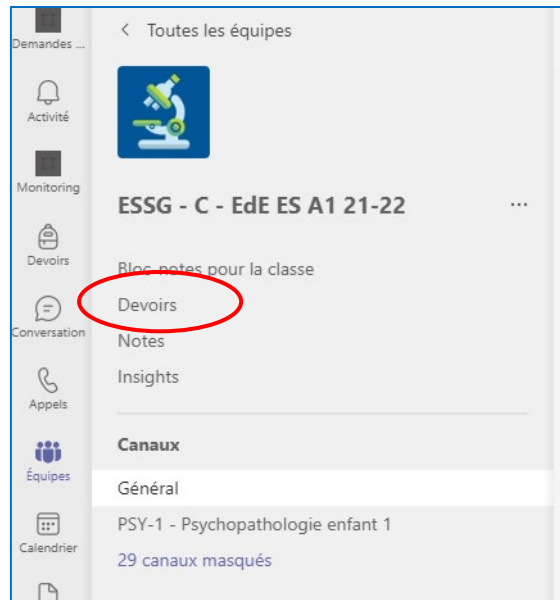 Demandes ...
Activité
Monitoring
Devoirs
Conversation
Appels
Équipes
Calendrier
Toutes les équipes
ESSG - C - EdE ES A1 21-22
...
Bloc-notes pour la classe
Devoirs
Notes
Insights
Canaux
Général
PSY-1 - Psychopathologie enfant 1
29 canaux masqués